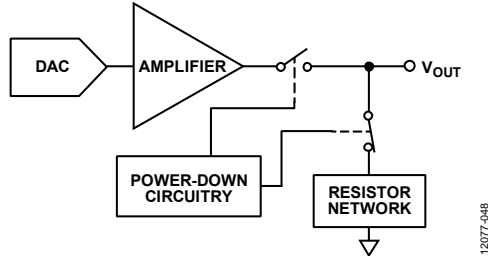 DAC
AMPLIFIER
VOUT
POWER-DOWN
CIRCUITRY
RESISTOR
NETWORK
12077-048